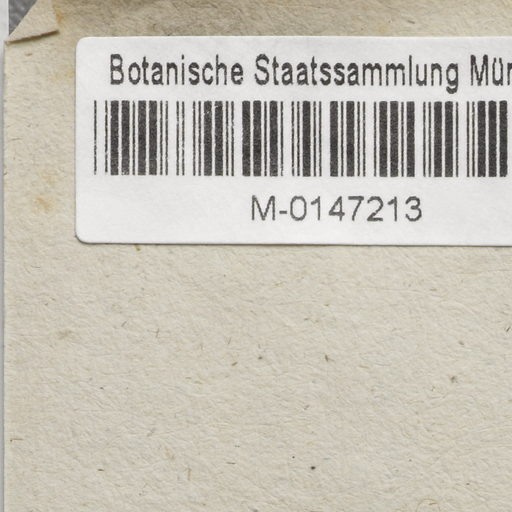 Botanische Staatssammlung Mün
M-0147213